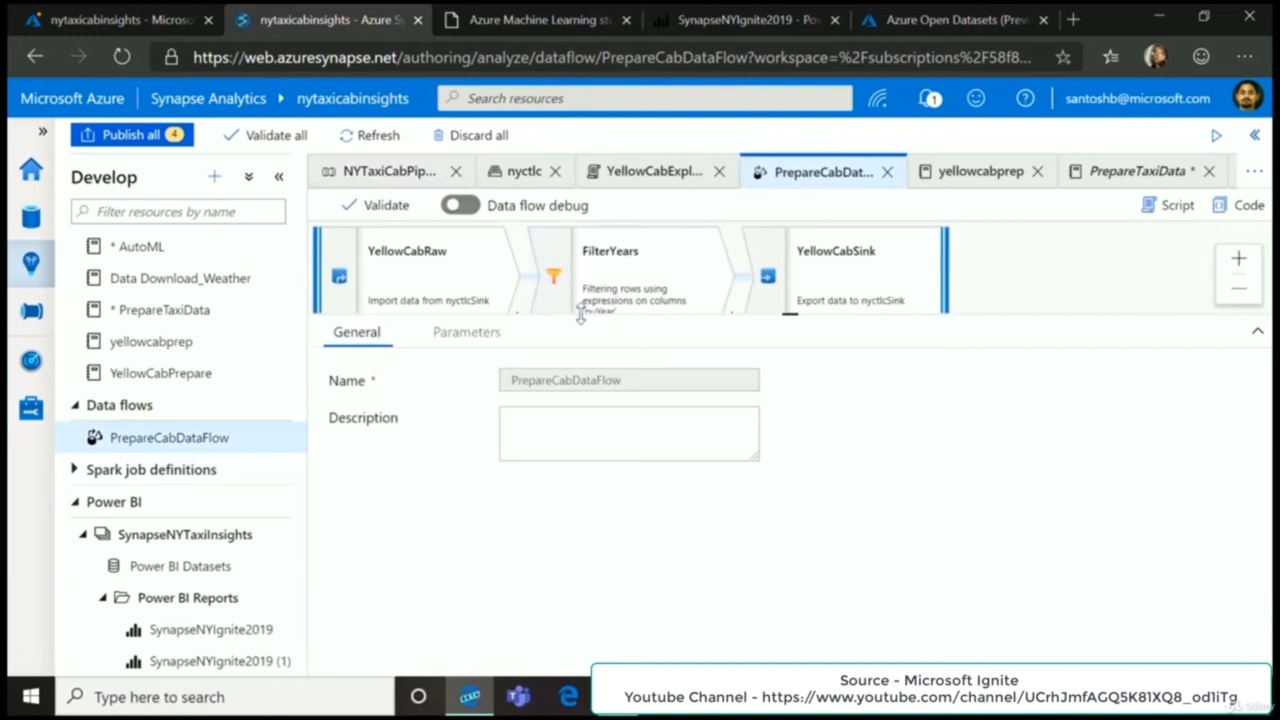 nytaxicabinsights - Microso
nytaxicabinsights - Azure Sy
Azure Machine Learning stu
SynapseNYIgnite2019 - Pow
Azure Open Datasets (Prev
https://web.azuresynapse.net/authoring/analyze/dataflow/PrepareCabDataFlow?workspace=%2Fsubscriptions%2F58f8...
Microsoft Azure
Synapse Analytics
nytaxicabinsights
Search resources
1
santoshb@microsoft.com
Publish all 4
Validate all
Refresh
Discard all
Develop
NYTaxiCabPip...
nyctlc
YellowCabExpl...
PrepareCabDat...
yellowcabprep
PrepareTaxiData *
Filter resources by name
Validate
Data flow debug
Script
Code
* AutoML
Data Download_Weather
* PrepareTaxiData
yellowcabprep
YellowCabPrepare
Data flows
PrepareCabDataFlow
Spark job definitions
Power BI
SynapseNYTaxiInsights
Power BI Datasets
Power BI Reports
SynapseNYIgnite2019
SynapseNYIgnite2019 (1)
YellowCabRaw
Import data from nyctlcSink
FilterYears
Filtering rows using
expressions on columns
YellowCabSink
Export data to nyctlcSink
General
Parameters
Name *
PrepareCabDataFlow
Description
Type here to search
Source - Microsoft Ignite
Youtube Channel - https://www.youtube.com/channel/UCrhJmfAGQ5K81XQ8_od1iTg